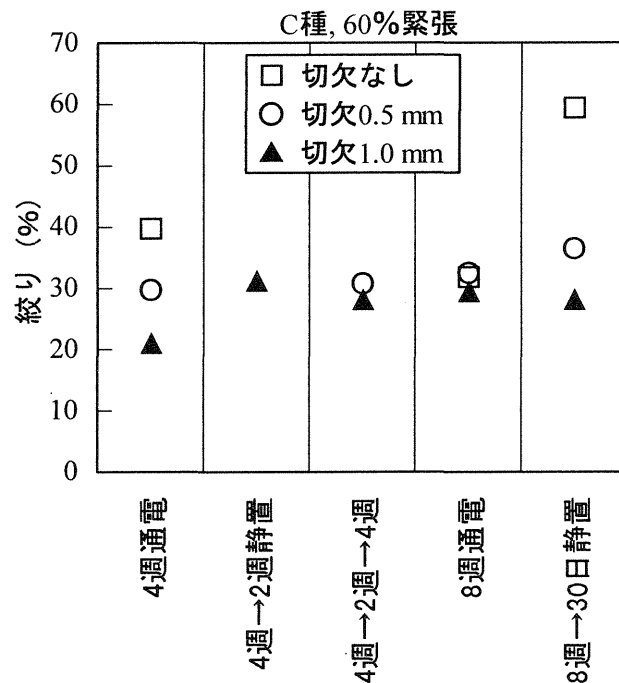 C種, 60%緊張
70
60
50
40
30
20
10
0
絞り (%)
切欠なし
切欠0.5 mm
切欠1.0 mm
4週通電
4週→2週静置
4週→2週→4週
8週通電
8週→30日静置